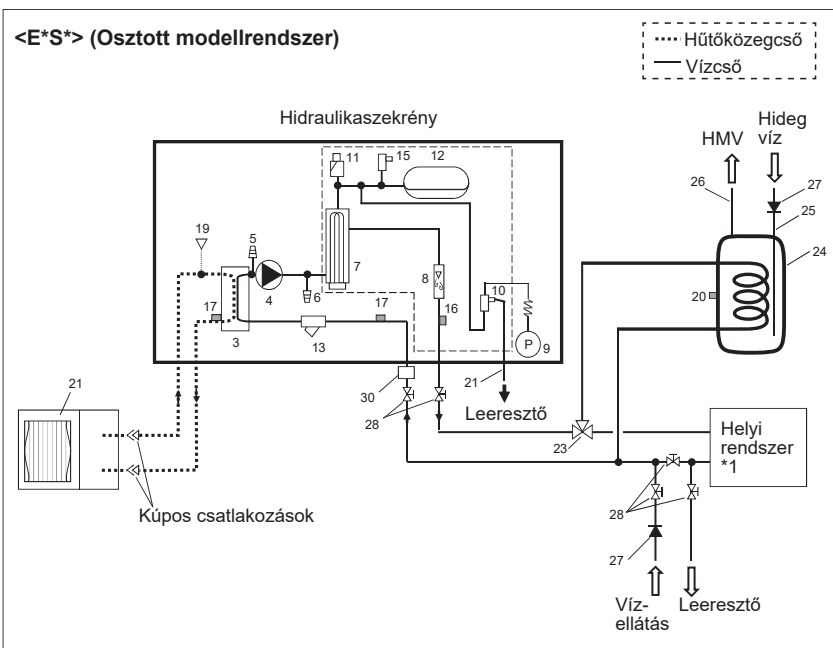 <E*S*> (Osztott modellrendszer)
Hűtőközegcső
Vízcső
Hidraulikaszekrény
HMV
Hideg
víz
11
15
12
26
27
25
19
5
24
7
8
10
20
4
6
17
16
17
3
13
P
9
21
30
21
28
Leeresztő
23
Helyi
rendszer
*1
Kúpos csatlakozások
28
27
Víz-
ellátás
Leeresztő